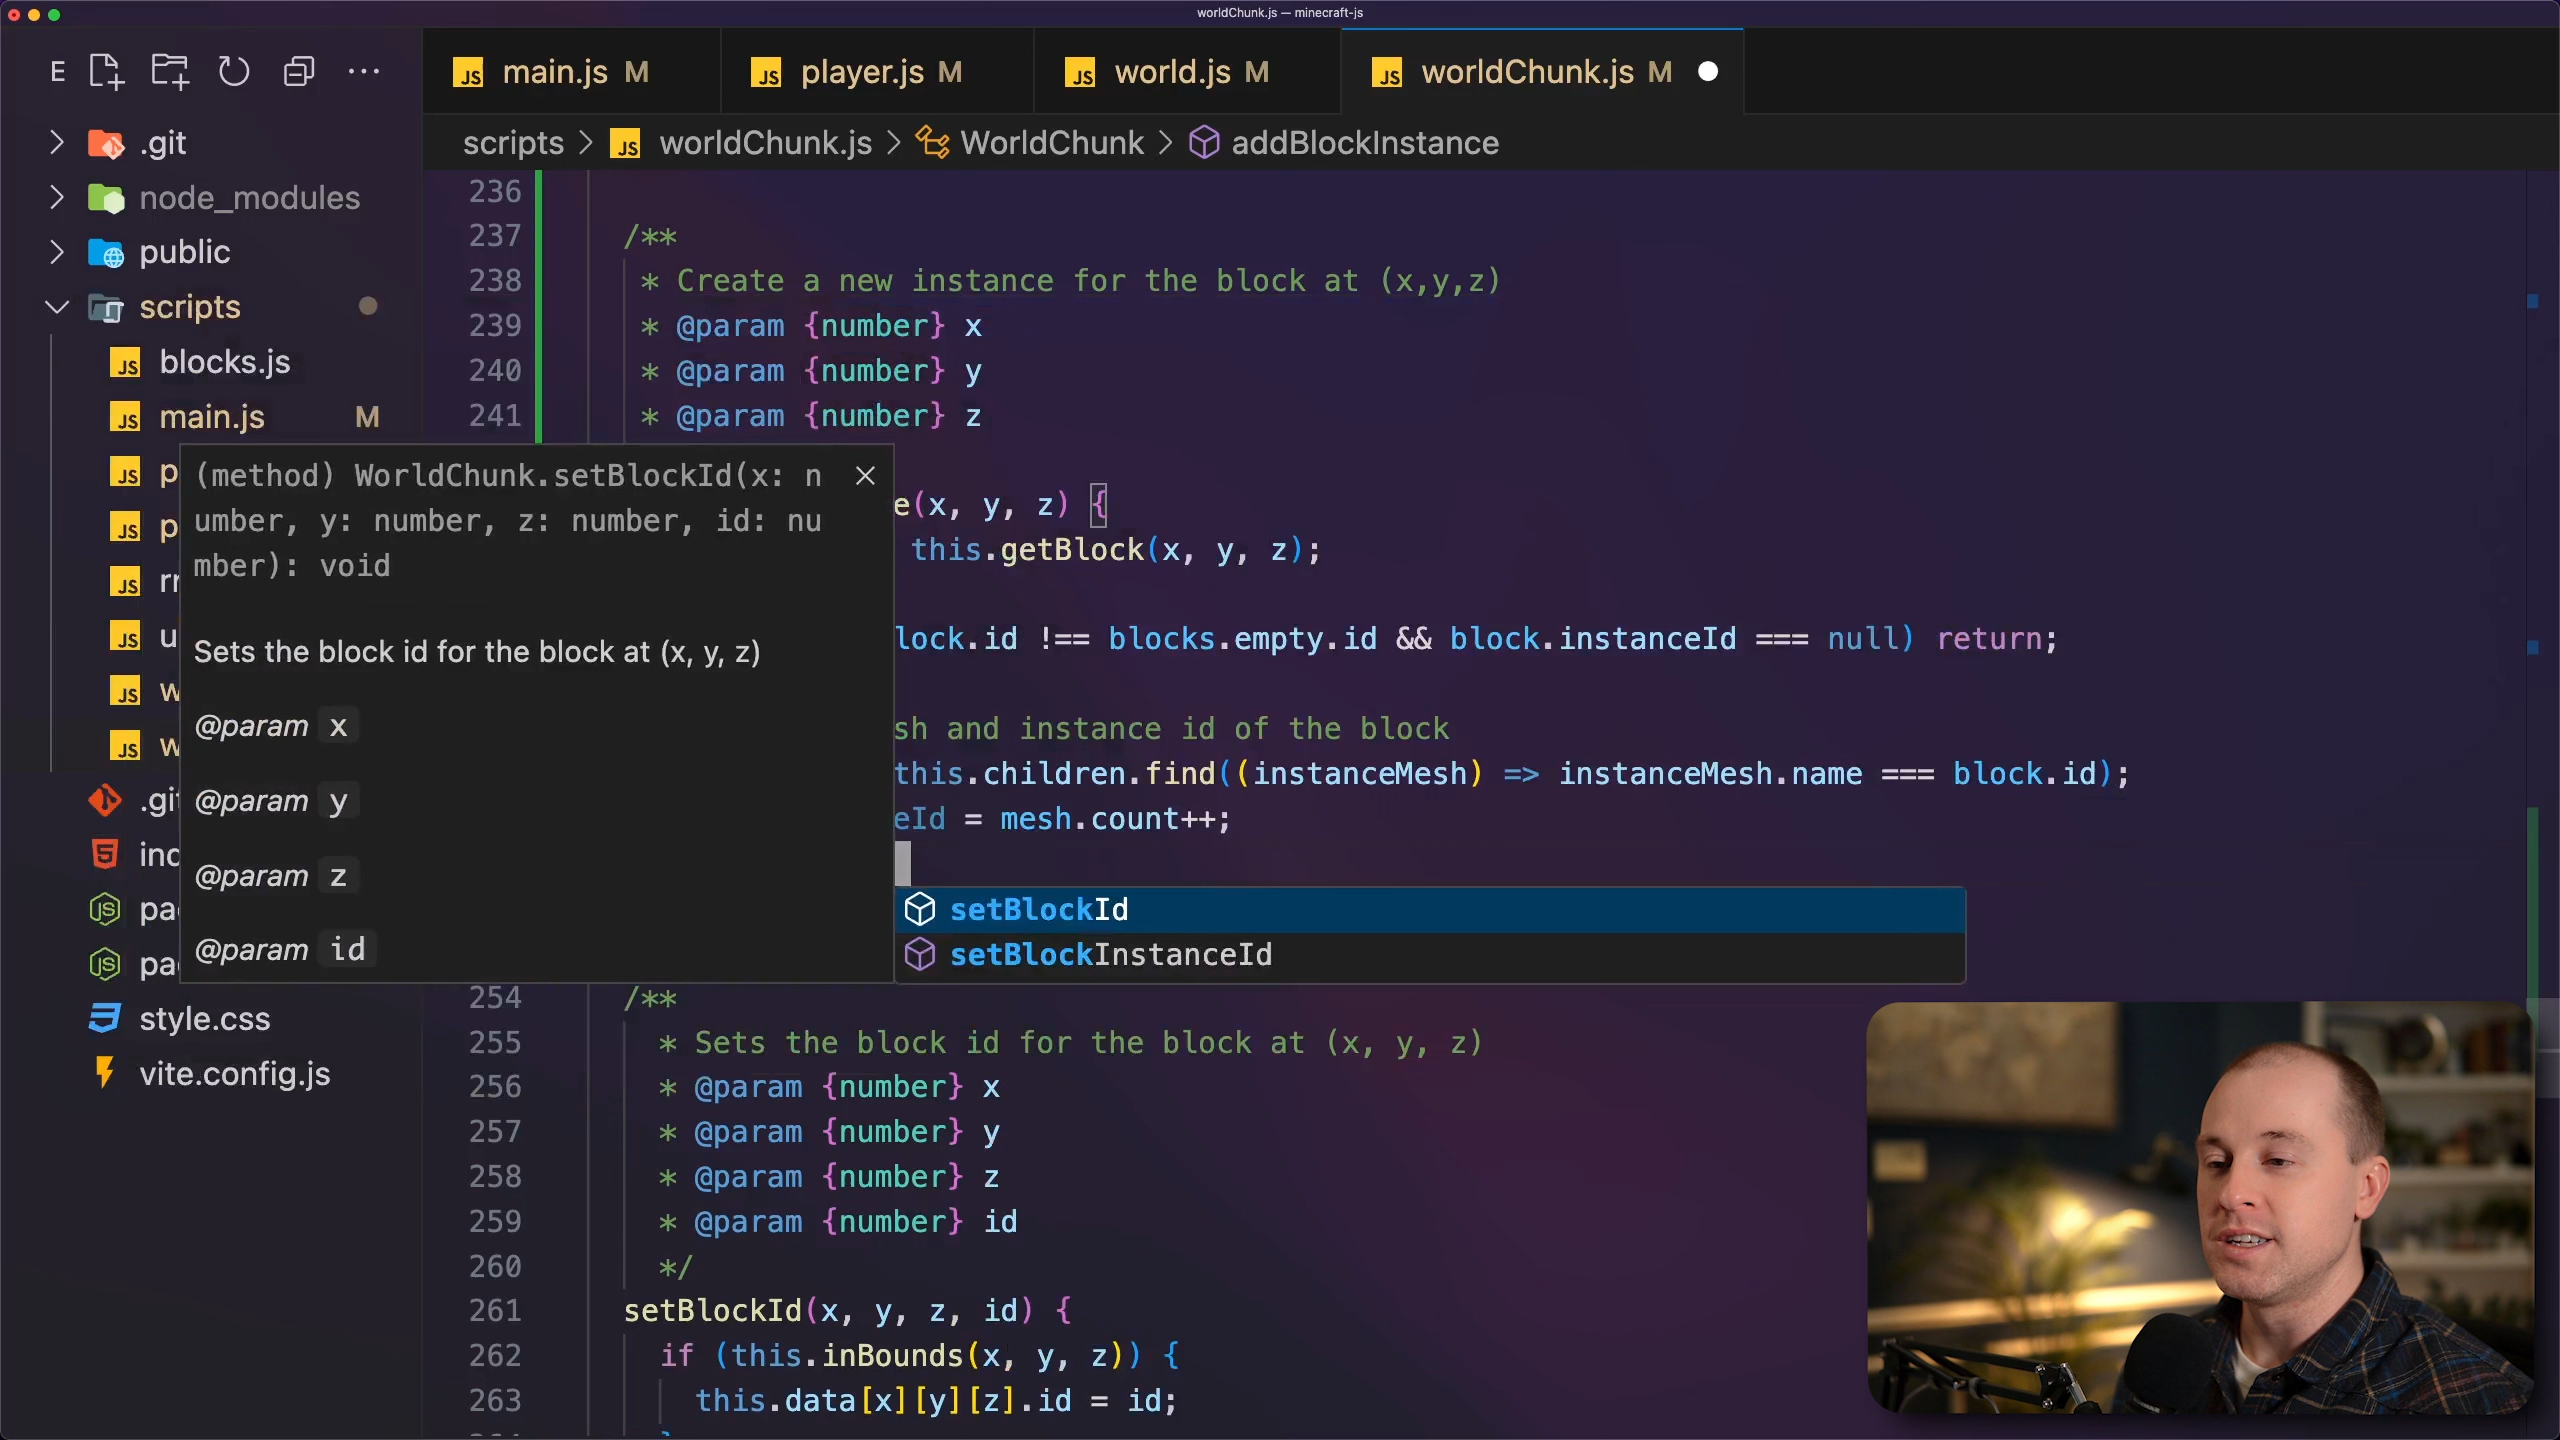 worldChunk.js — minecraft-js
E
main.js M
player.js M
world.js M
worldChunk.js M
scripts > worldChunk.js > WorldChunk > addBlockInstance
.git
node_modules
public
scripts
blocks.js
main.js M
p
p
rr
u
w
w
.git
ind
pa
pa
style.css
vite.config.js
236
237 /**
238 * Create a new instance for the block at (x,y,z)
239 * @param {number} x
240 * @param {number} y
241 * @param {number} z
e(x, y, z) {
this.getBlock(x, y, z);
lock.id !== blocks.empty.id && block.instanceId === null) return;
sh and instance id of the block
this.children.find((instanceMesh) => instanceMesh.name === block.id);
eId = mesh.count++;
(method) WorldChunk.setBlockId(x: n
umber, y: number, z: number, id: nu
mber): void
Sets the block id for the block at (x, y, z)
@param x
@param y
@param z
@param id
setBlockId
setBlockInstanceId
254 /**
255 * Sets the block id for the block at (x, y, z)
256 * @param {number} x
257 * @param {number} y
258 * @param {number} z
259 * @param {number} id
260 */
261 setBlockId(x, y, z, id) {
262 if (this.inBounds(x, y, z)) {
263 this.data[x][y][z].id = id;